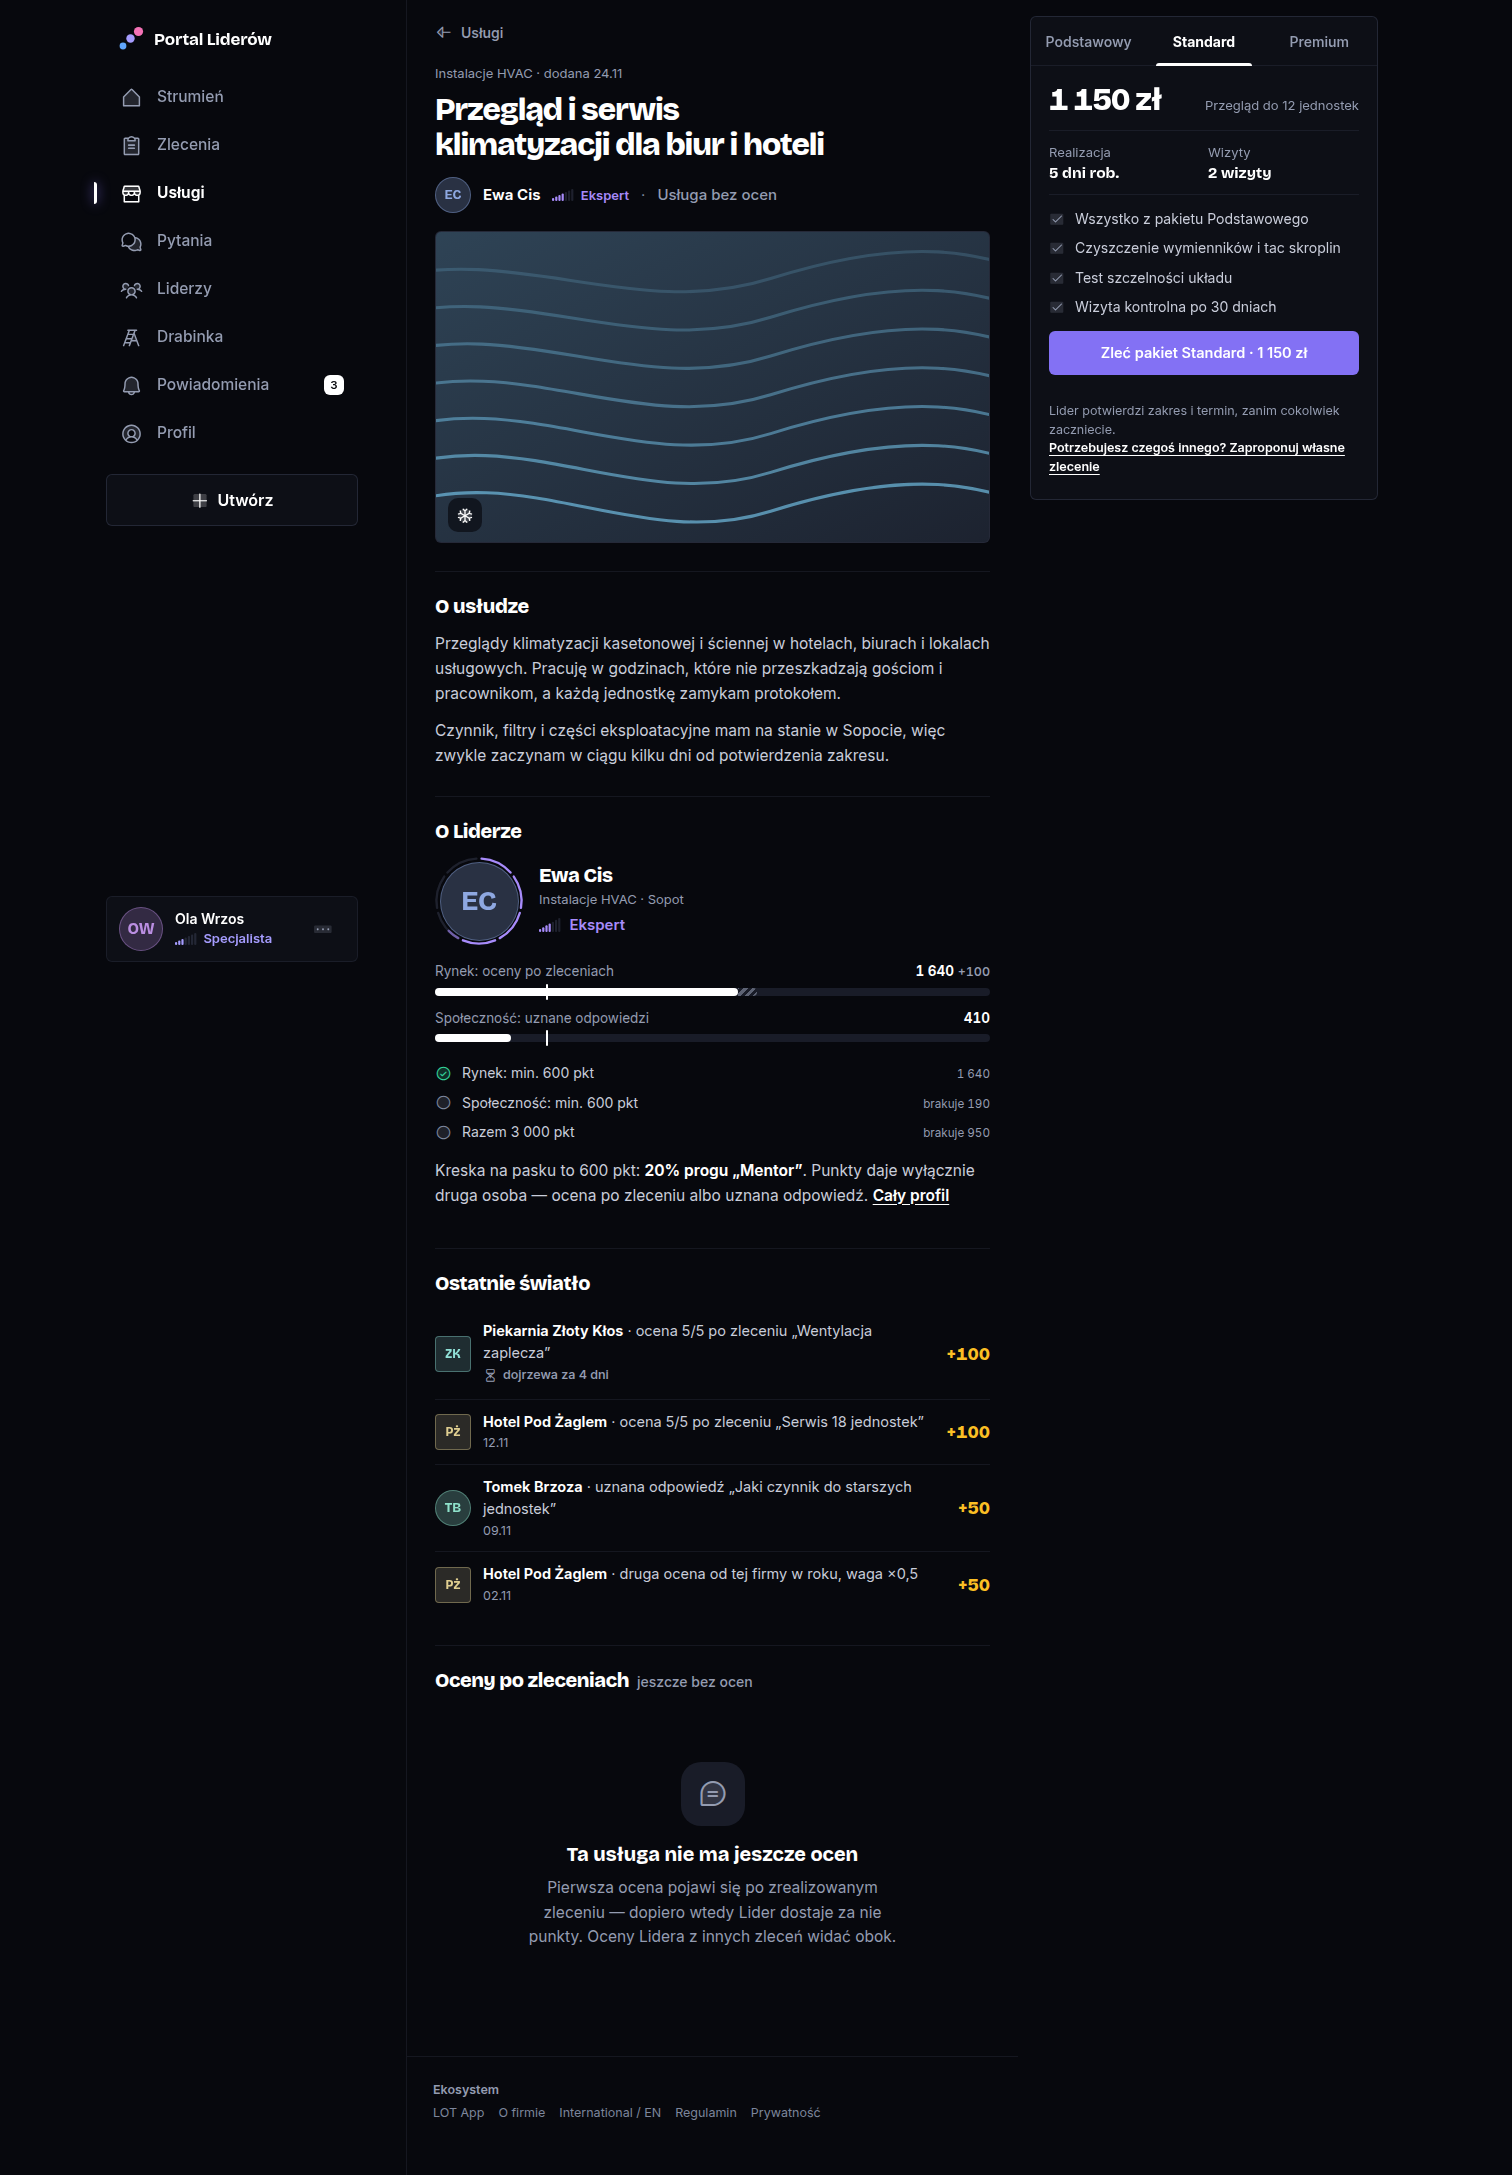 Portal Liderów
Strumień
Zlecenia
Usługi
Pytania
Liderzy
Drabinka
Powiadomienia 3
Profil
Utwórz
OW
Ola Wrzos
Specjalista
Usługi
Instalacje HVAC · dodana 24.11
Przegląd i serwis
klimatyzacji dla biur i hoteli
EC Ewa Cis Ekspert · Usługa bez ocen
O usłudze
Przeglądy klimatyzacji kasetonowej i ściennej w hotelach, biurach i lokalach
usługowych. Pracuję w godzinach, które nie przeszkadzają gościom i
pracownikom, a każdą jednostkę zamykam protokołem.
Czynnik, filtry i części eksploatacyjne mam na stanie w Sopocie, więc
zwykle zaczynam w ciągu kilku dni od potwierdzenia zakresu.
O Liderze
EC
Ewa Cis
Instalacje HVAC · Sopot
Ekspert
Rynek: oceny po zleceniach 1 640 +100
Społeczność: uznane odpowiedzi 410
Rynek: min. 600 pkt 1 640
Społeczność: min. 600 pkt brakuje 190
Razem 3 000 pkt brakuje 950
Kreska na pasku to 600 pkt: 20% progu „Mentor”. Punkty daje wyłącznie
druga osoba — ocena po zleceniu albo uznana odpowiedź. Cały profil
Ostatnie światło
ZK
Piekarnia Złoty Kłos · ocena 5/5 po zleceniu „Wentylacja
zaplecza”
dojrzewa za 4 dni
+100
PŻ
Hotel Pod Żaglem · ocena 5/5 po zleceniu „Serwis 18 jednostek”
12.11
+100
TB
Tomek Brzoza · uznana odpowiedź „Jaki czynnik do starszych
jednostek”
09.11
+50
PŻ
Hotel Pod Żaglem · druga ocena od tej firmy w roku, waga ×0,5
02.11
+50
Oceny po zleceniach jeszcze bez ocen
Ta usługa nie ma jeszcze ocen
Pierwsza ocena pojawi się po zrealizowanym
zleceniu — dopiero wtedy Lider dostaje za nie
punkty. Oceny Lidera z innych zleceń widać obok.
Ekosystem
LOT App O firmie International / EN Regulamin Prywatność
Podstawowy Standard Premium
1 150 zł Przegląd do 12 jednostek
Realizacja Wizyty
5 dni rob. 2 wizyty
Wszystko z pakietu Podstawowego
Czyszczenie wymienników i tac skroplin
Test szczelności układu
Wizyta kontrolna po 30 dniach
Zleć pakiet Standard · 1 150 zł
Lider potwierdzi zakres i termin, zanim cokolwiek
zaczniecie.
Potrzebujesz czegoś innego? Zaproponuj własne
zlecenie